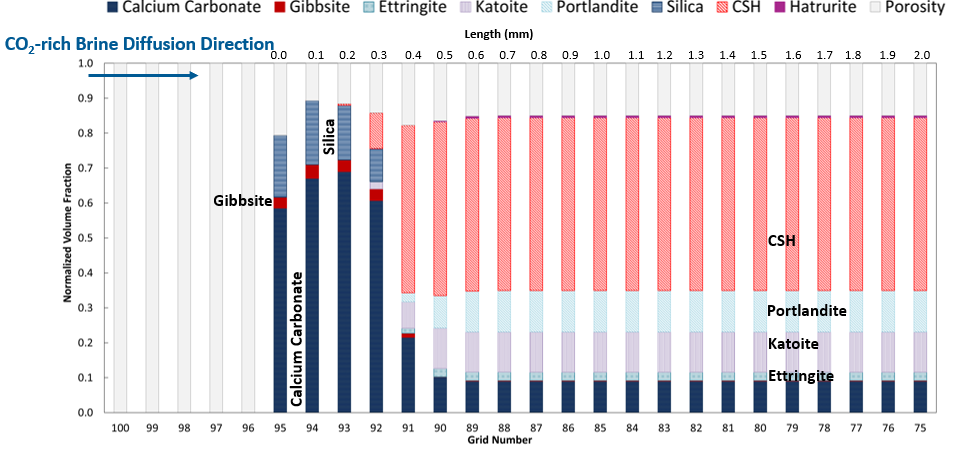 Calcium Carbonate Gibbsite Ettringite Katoite Portlandite Silica CSH Hatrurite Porosity
CO₂-rich Brine Diffusion Direction
Length (mm)
0.0 0.1 0.2 0.3 0.4 0.5 0.6 0.7 0.8 0.9 1.0 1.1 1.2 1.3 1.4 1.5 1.6 1.7 1.8 1.9 2.0
1.0
0.9
0.8
0.7
0.6
0.5
0.4
0.3
0.2
0.1
0.0
Normalized Volume Fraction
Silica
Gibbsite
Calcium Carbonate
CSH
Portlandite
Katoite
Ettringite
100 99 98 97 96 95 94 93 92 91 90 89 88 87 86 85 84 83 82 81 80 79 78 77 76 75
Grid Number